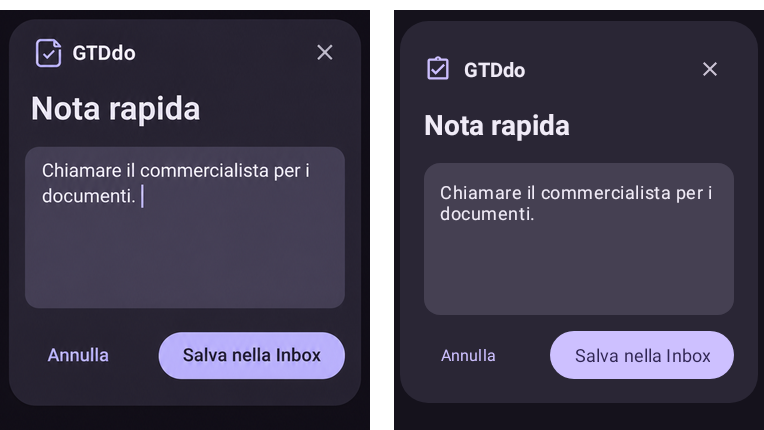 GTDdo
Nota rapida
Chiamare il commercialista per i
documenti.
Annulla
Salva nella Inbox
GTDdo
Nota rapida
Chiamare il commercialista per i
documenti.
Annulla
Salva nella Inbox